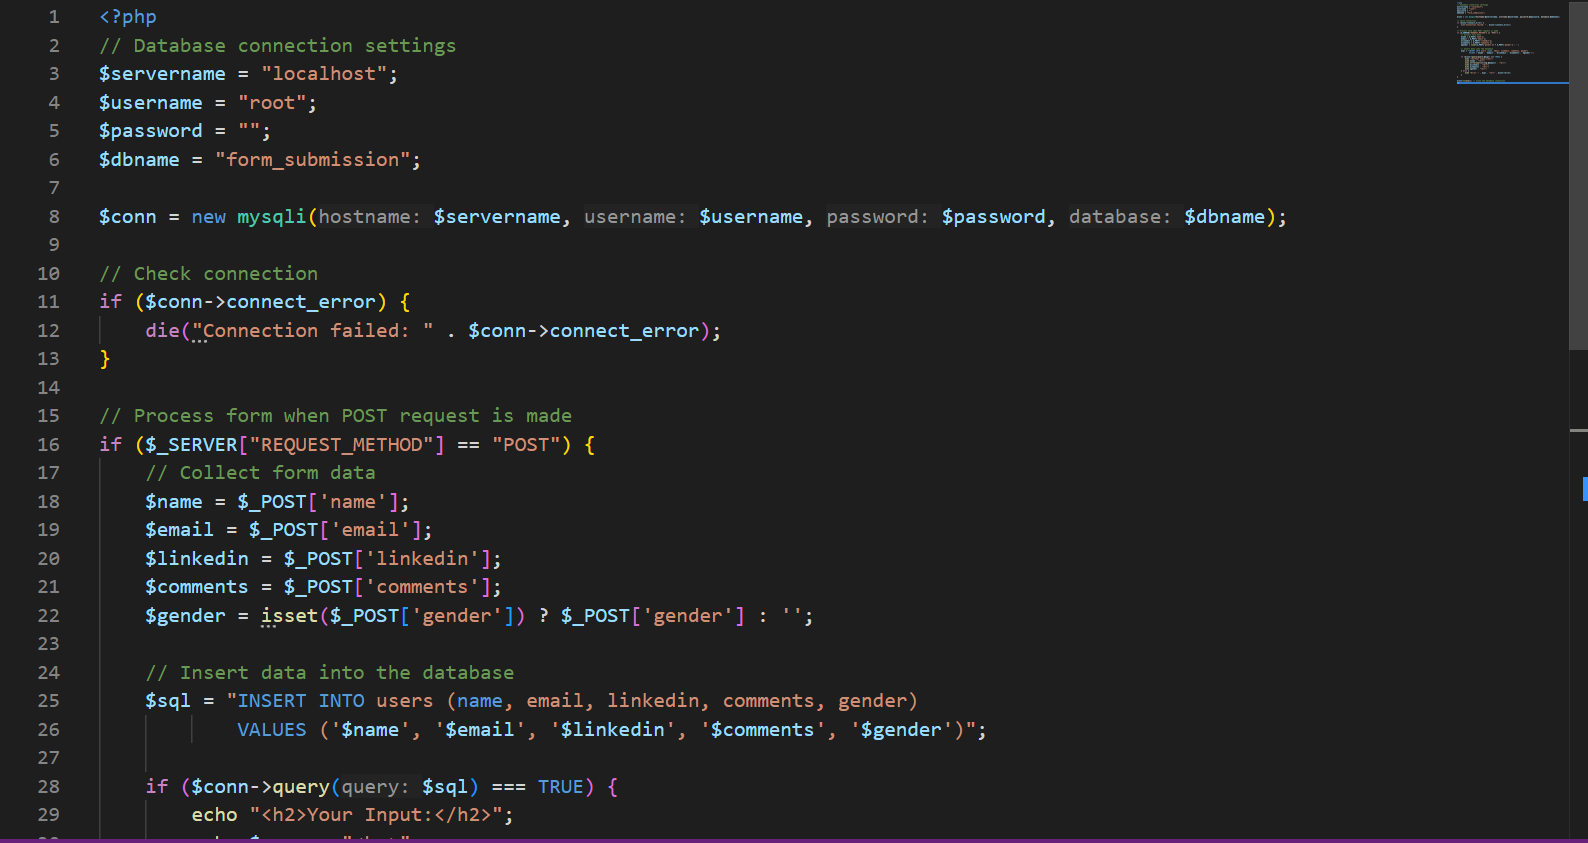 1 <?php
2 // Database connection settings
3 $servername = "localhost";
4 $username = "root";
5 $password = "";
6 $dbname = "form_submission";
7
8 $conn = new mysqli(hostname: $servername, username: $username, password: $password, database: $dbname);
9
10 // Check connection
11 if ($conn->connect_error) {
12     die("Connection failed: " . $conn->connect_error);
13 }
14
15 // Process form when POST request is made
16 if ($_SERVER["REQUEST_METHOD"] == "POST") {
17     // Collect form data
18     $name = $_POST['name'];
19     $email = $_POST['email'];
20     $linkedin = $_POST['linkedin'];
21     $comments = $_POST['comments'];
22     $gender = isset($_POST['gender']) ? $_POST['gender'] : '';
23
24     // Insert data into the database
25     $sql = "INSERT INTO users (name, email, linkedin, comments, gender)
26             VALUES ('$name', '$email', '$linkedin', '$comments', '$gender')";
27
28     if ($conn->query(query: $sql) === TRUE) {
29         echo "<h2>Your Input:</h2>";